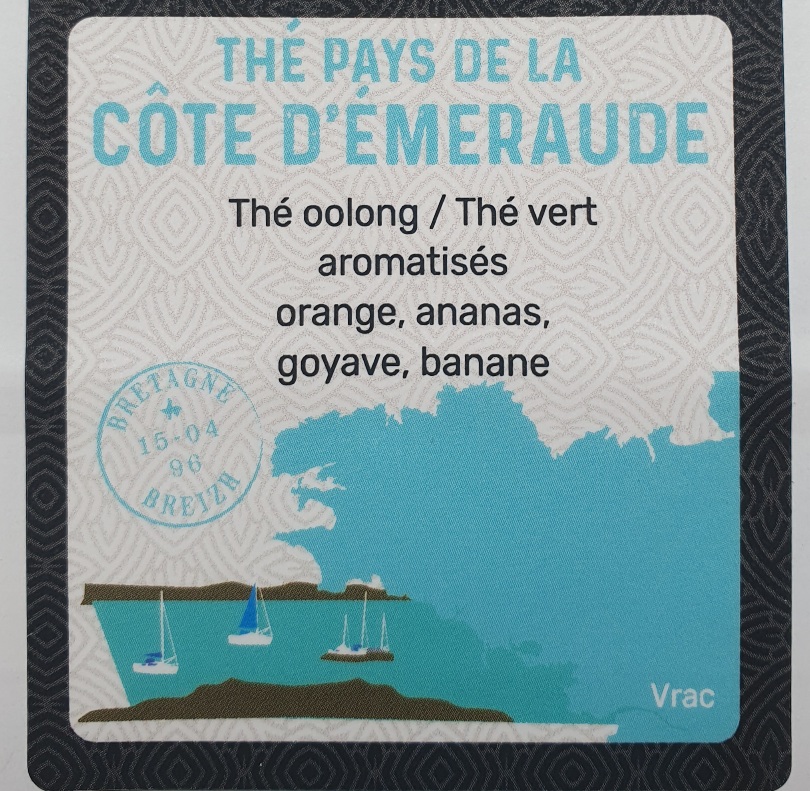 THÉ PAYS DE LA
CÔTE D'ÉMERAUDE
Thé oolong / Thé vert
aromatisés
orange, ananas,
goyave, banane
BRETAGNE
15-04
96
BREIZH
Vrac